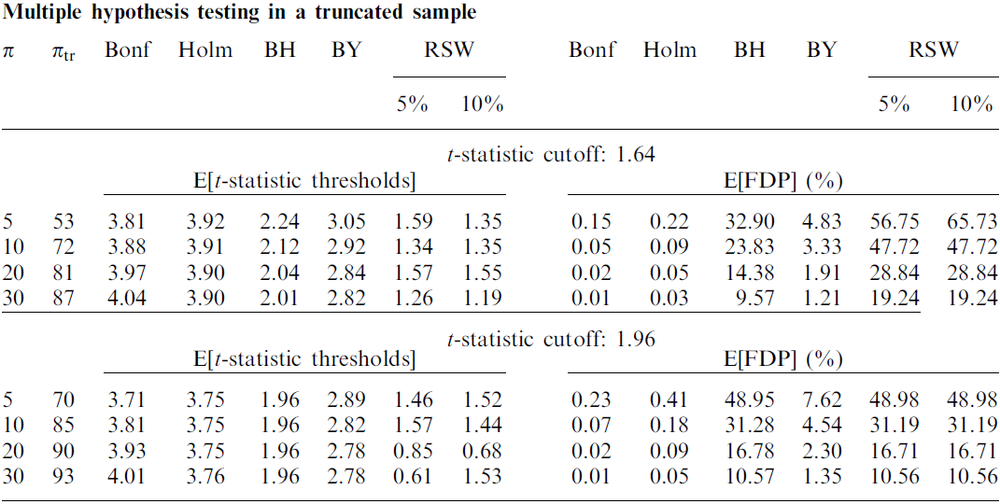 Multiple hypothesis testing in a truncated sample
π πtr Bonf Holm BH BY RSW Bonf Holm BH BY RSW
5% 10% 5% 10%
t-statistic cutoff: 1.64
E[t-statistic thresholds] E[FDP] (%)
5 53 3.81 3.92 2.24 3.05 1.59 1.35 0.15 0.22 32.90 4.83 56.75 65.73
10 72 3.88 3.91 2.12 2.92 1.34 1.35 0.05 0.09 23.83 3.33 47.72 47.72
20 81 3.97 3.90 2.04 2.84 1.57 1.55 0.02 0.05 14.38 1.91 28.84 28.84
30 87 4.04 3.90 2.01 2.82 1.26 1.19 0.01 0.03 9.57 1.21 19.24 19.24
t-statistic cutoff: 1.96
E[t-statistic thresholds] E[FDP] (%)
5 70 3.71 3.75 1.96 2.89 1.46 1.52 0.23 0.41 48.95 7.62 48.98 48.98
10 85 3.81 3.75 1.96 2.82 1.57 1.44 0.07 0.18 31.28 4.54 31.19 31.19
20 90 3.93 3.75 1.96 2.78 0.85 0.68 0.02 0.09 16.78 2.30 16.71 16.71
30 93 4.01 3.76 1.96 2.78 0.61 1.53 0.01 0.05 10.57 1.35 10.56 10.56